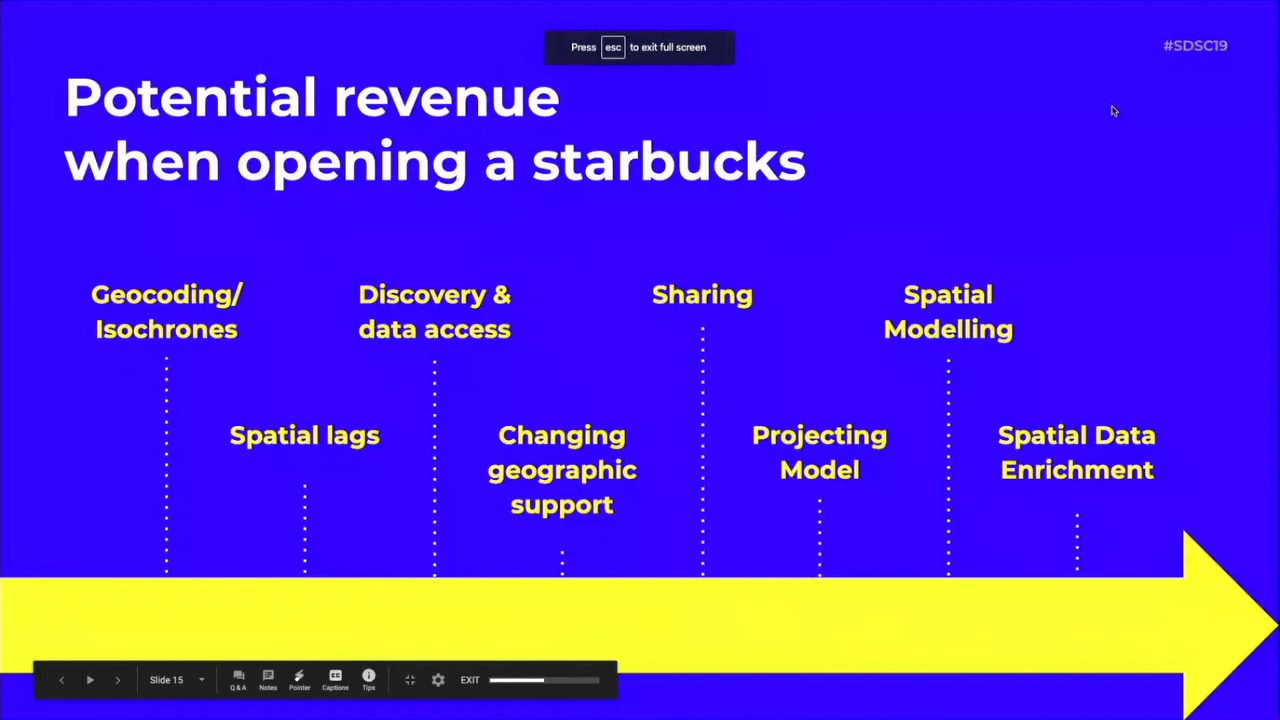 Press esc to exit full screen
#SDSC19
Potential revenue
when opening a starbucks
Geocoding/
Isochrones
Discovery &
data access
Sharing
Spatial
Modelling
Spatial lags
Changing
geographic
support
Projecting
Model
Spatial Data
Enrichment
Slide 15
Q & A
Notes
Pointer
CC
Captions
Tips
EXIT